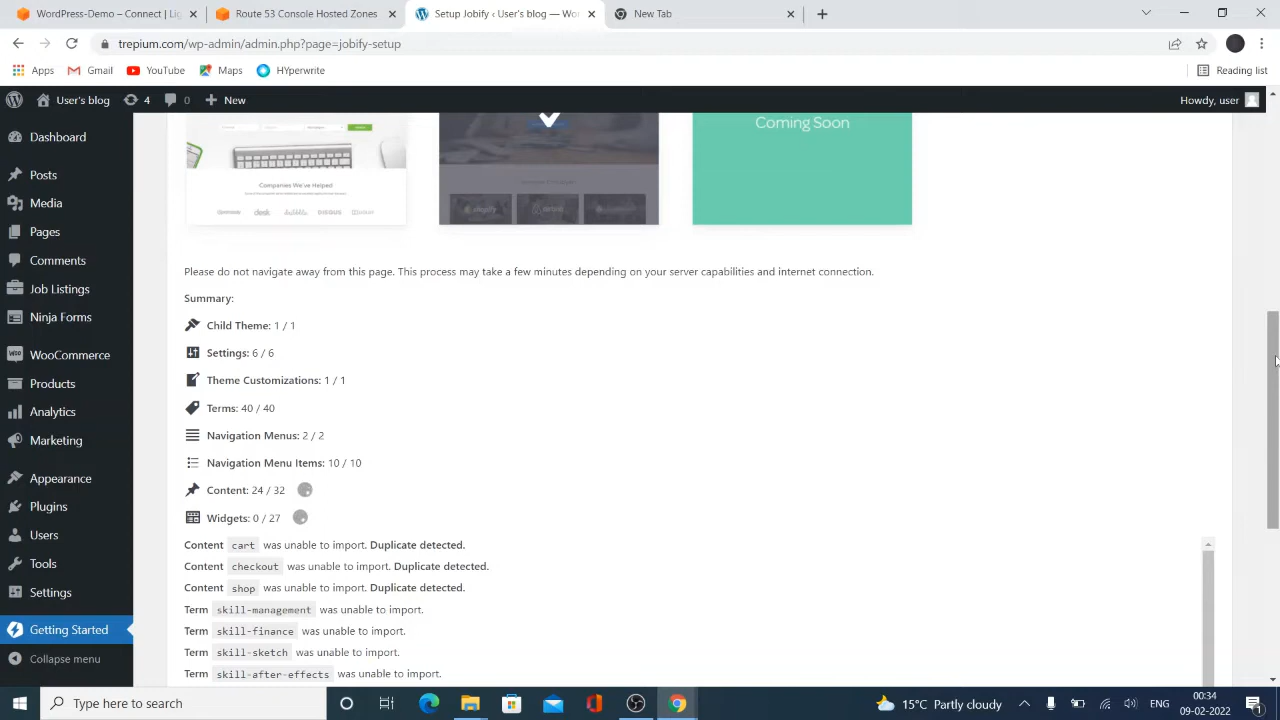 Connect to instance | Lig
Route 53 Console Hosted Zones
Setup Jobify ‹ User's blog — Wor
New Tab
trepium.com/wp-admin/admin.php?page=jobify-setup
Apps
Gmail
YouTube
Maps
HYperwrite
Reading list
User's blog
4
0
New
Howdy, user
Dashboard
Posts
Media
Pages
Comments
Job Listings
Ninja Forms
WooCommerce
Products
Analytics
Marketing
Appearance
Plugins
Users
Tools
Settings
Getting Started
Collapse menu
Companies We've Helped
DISQUS
Coming Soon
Please do not navigate away from this page. This process may take a few minutes depending on your server capabilities and internet connection.
Summary:
Child Theme: 1 / 1
Settings: 6 / 6
Theme Customizations: 1 / 1
Terms: 40 / 40
Navigation Menus: 2 / 2
Navigation Menu Items: 10 / 10
Content: 24 / 32
Widgets: 0 / 27
Content cart was unable to import. Duplicate detected.
Content checkout was unable to import. Duplicate detected.
Content shop was unable to import. Duplicate detected.
Term skill-management was unable to import.
Term skill-finance was unable to import.
Term skill-sketch was unable to import.
Term skill-after-effects was unable to import.
Type here to search
15°C Partly cloudy
ENG
00:34
09-02-2022